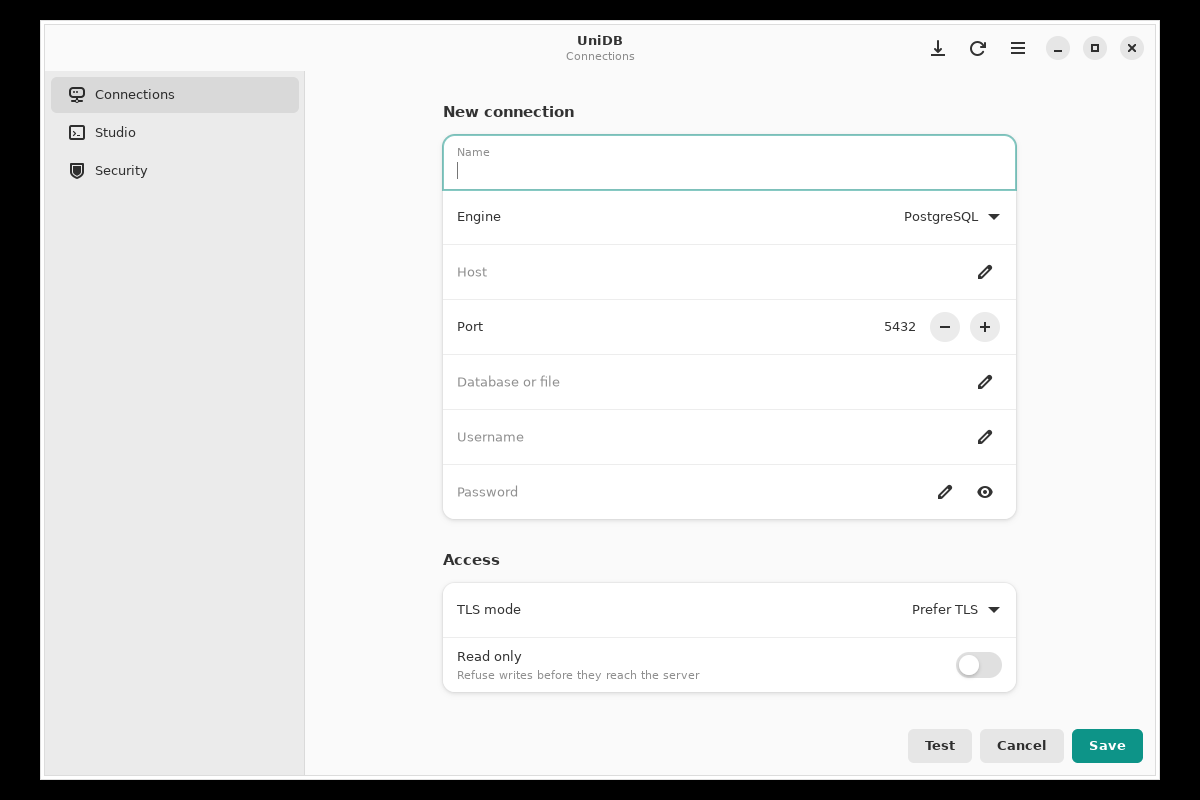 UniDB
Connections
Connections
Studio
Security
New connection
Name
Engine
PostgreSQL
Host
Port
5432
Database or file
Username
Password
Access
TLS mode
Prefer TLS
Read only
Refuse writes before they reach the server
Test
Cancel
Save